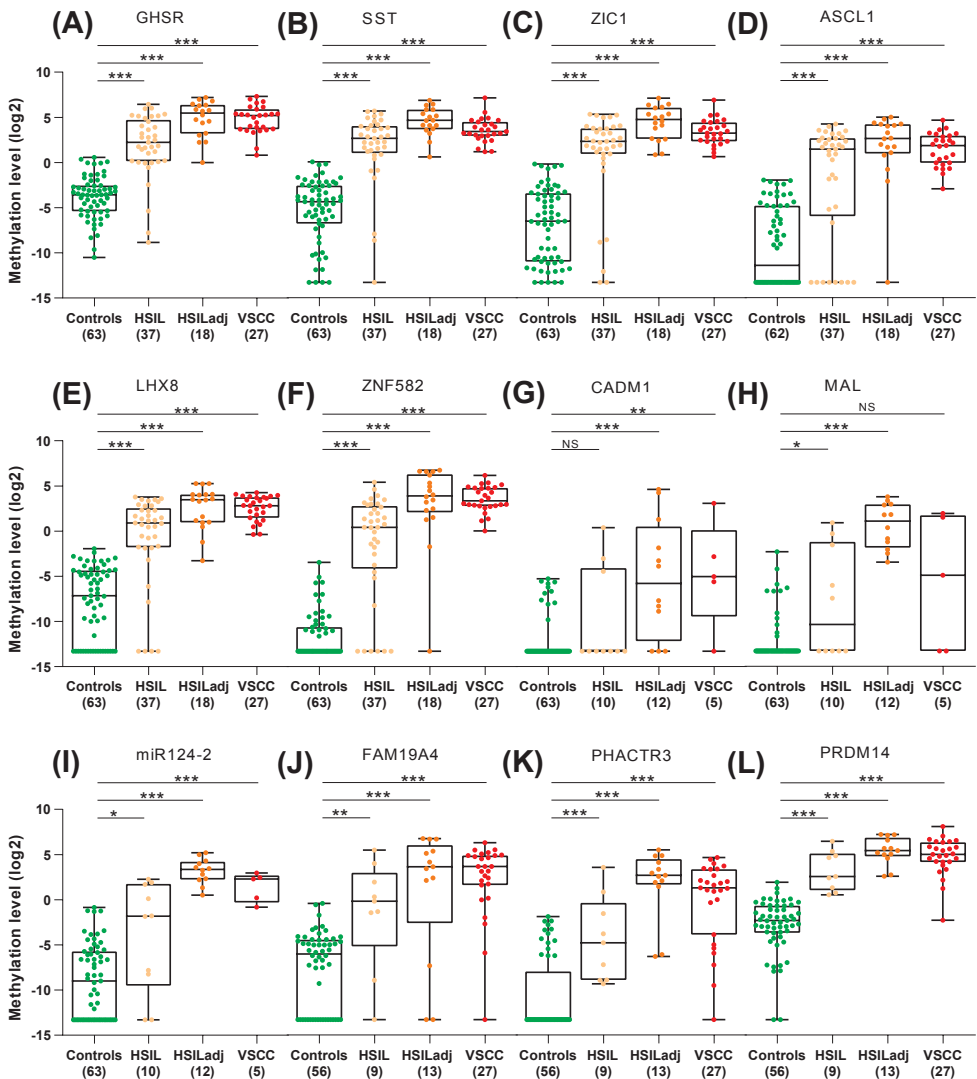 (A) GHSR (B) SST (C) ZIC1 (D) ASCL1
*** *** *** ***
*** *** *** ***
*** *** *** ***
Methylation level (log2)
10
5
0
-5
-10
-15
Controls HSIL HSILadj VSCC Controls HSIL HSILadj VSCC Controls HSIL HSILadj VSCC Controls HSIL HSILadj VSCC
(63) (37) (18) (27) (63) (37) (18) (27) (63) (37) (18) (27) (62) (37) (18) (27)
(E) LHX8 (F) ZNF582 (G) CADM1 (H) MAL
*** *** ** NS
*** *** *** ***
*** *** NS *
Methylation level (log2)
10
5
0
-5
-10
-15
Controls HSIL HSILadj VSCC Controls HSIL HSILadj VSCC Controls HSIL HSILadj VSCC Controls HSIL HSILadj VSCC
(63) (37) (18) (27) (63) (37) (18) (27) (63) (10) (12) (5) (63) (10) (12) (5)
(I) miR124-2 (J) FAM19A4 (K) PHACTR3 (L) PRDM14
*** *** *** ***
*** *** *** ***
* ** *** ***
Methylation level (log2)
10
5
0
-5
-10
-15
Controls HSIL HSILadj VSCC Controls HSIL HSILadj VSCC Controls HSIL HSILadj VSCC Controls HSIL HSILadj VSCC
(63) (10) (12) (5) (56) (9) (13) (27) (56) (9) (13) (27) (56) (9) (13) (27)